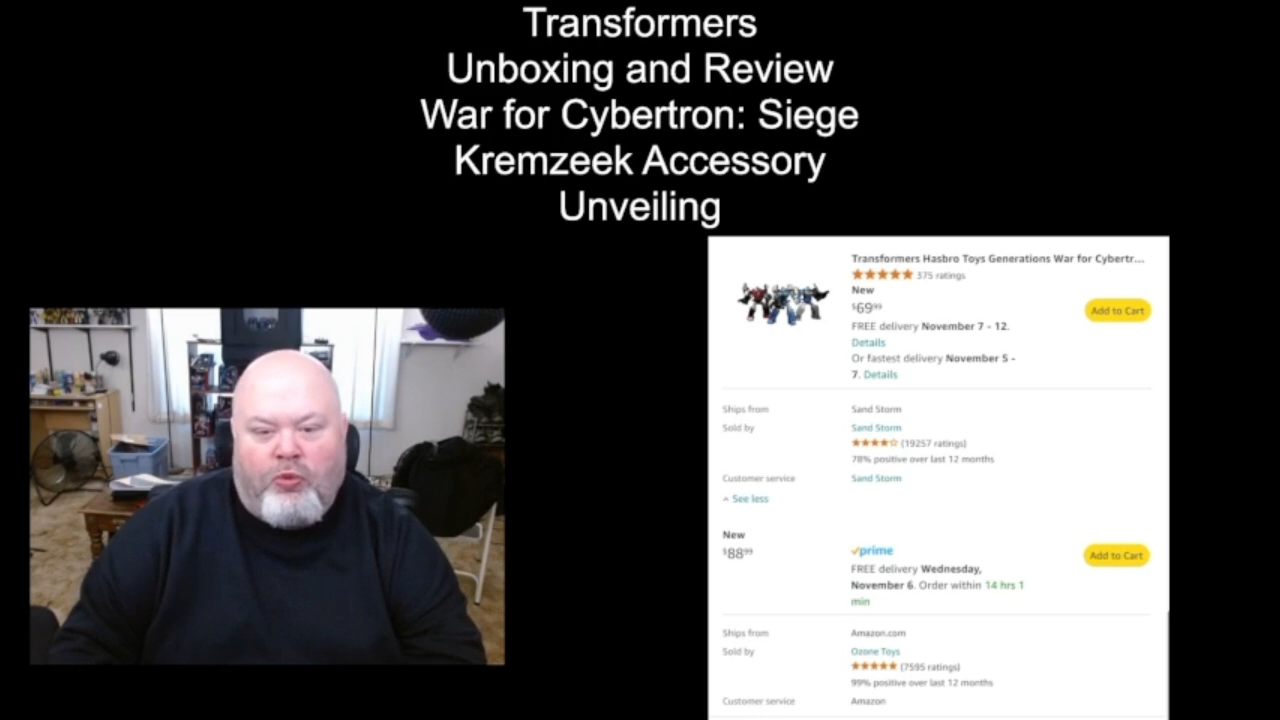 Transformers
Unboxing and Review
War for Cybertron: Siege
Kremzeek Accessory
Unveiling
Transformers Hasbro Toys Generations War for Cybertr...
375 ratings
New
$69.99
Add to Cart
FREE delivery November 7 - 12.
Details
Or fastest delivery November 5 -
7. Details
Ships from Sand Storm
Sold by Sand Storm
(19257 ratings)
78% positive over last 12 months
Customer service Sand Storm
See less
New
$88.99
prime
Add to Cart
FREE delivery Wednesday,
November 6. Order within 14 hrs 1
min
Ships from Amazon.com
Sold by Ozone Toys
(7595 ratings)
99% positive over last 12 months
Customer service Amazon